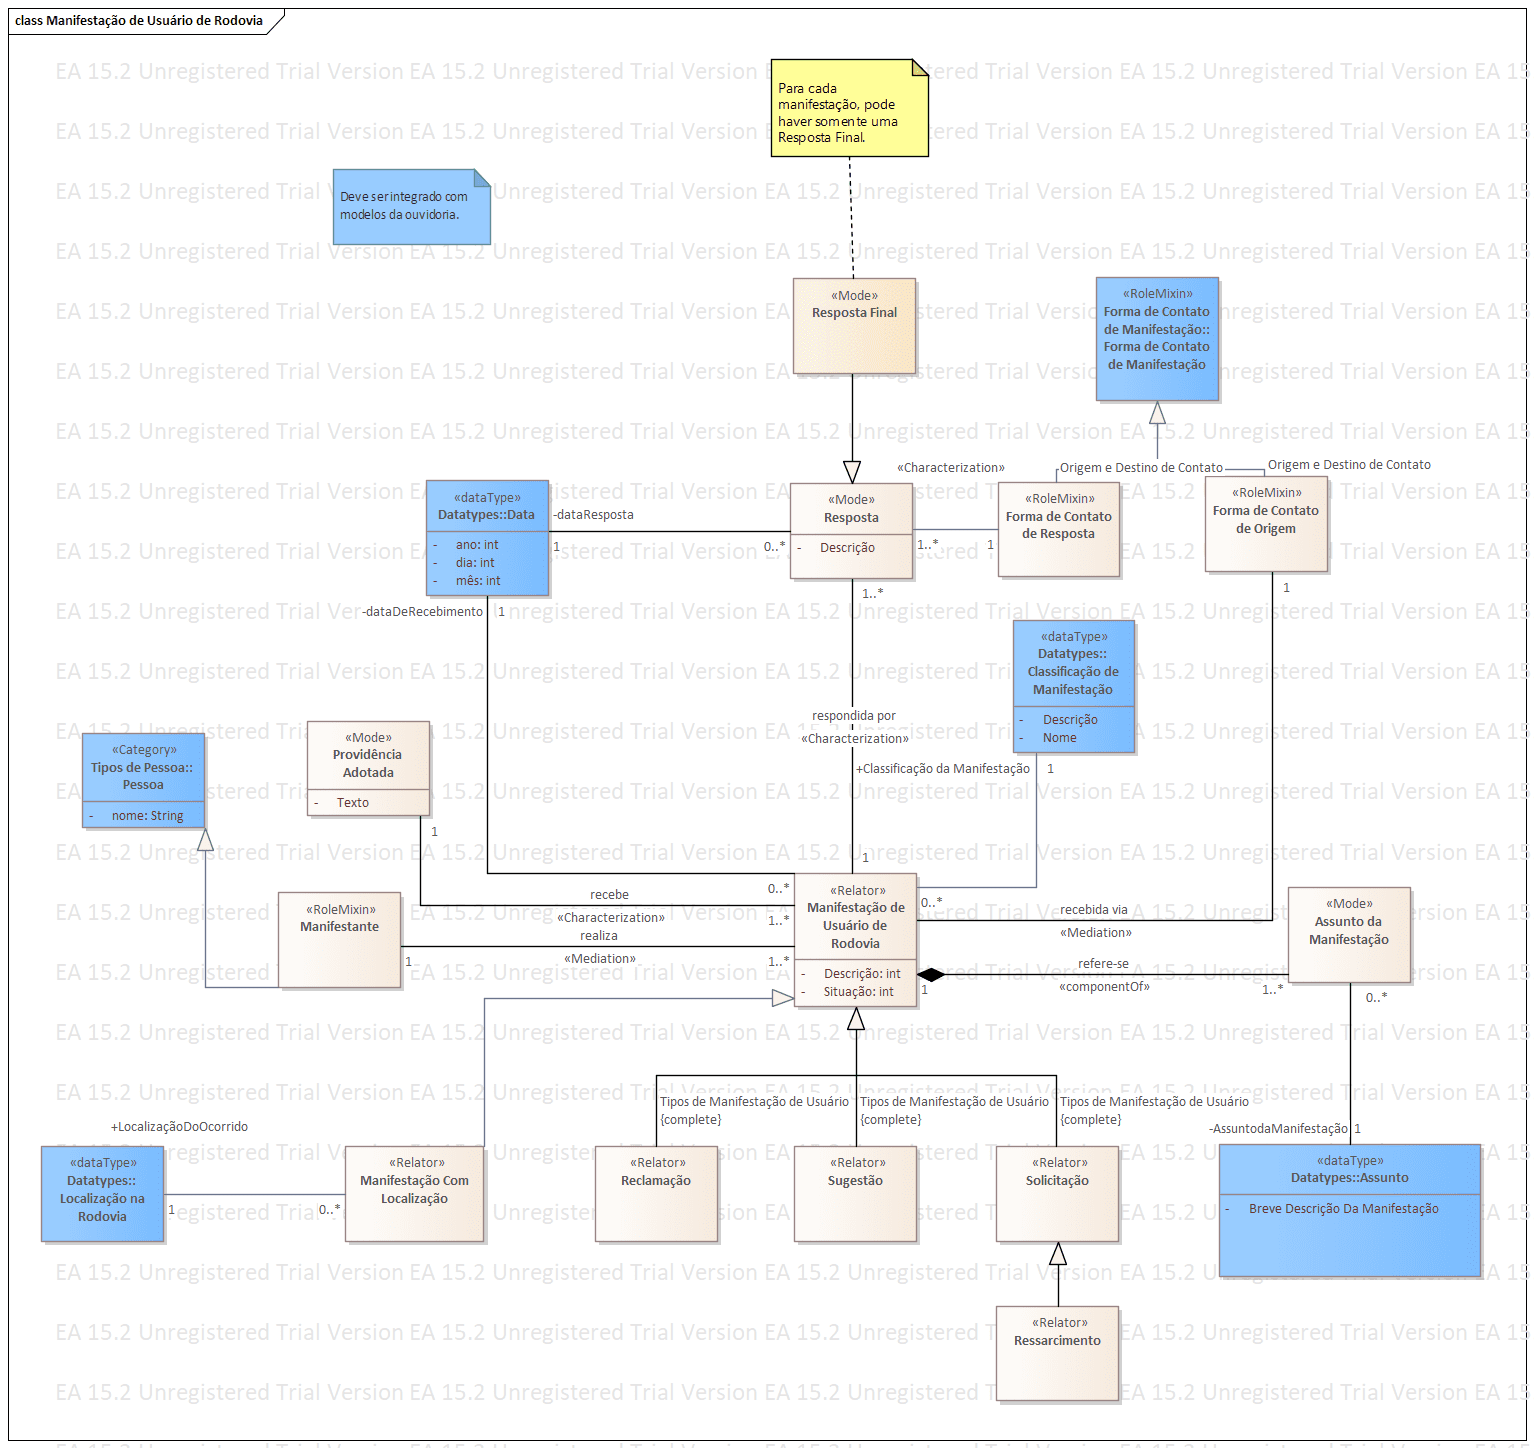 class Manifestação de Usuário de Rodovia
EA 15.2 Unregistered Trial Version EA 15.2 Unregistered Trial Version EA 15.2 Unregistered Trial Version EA 15
Para cada
manifestação, pode
haver somente uma
Resposta Final.
Deve ser integrado com
modelos da ouvidoria.
«Mode»
Resposta Final
«RoleMixin»
Forma de Contato
de Manifestação::
Forma de Contato
de Manifestação
«Characterization»
Origem e Destino de Contato
Origem e Destino de Contato
«dataType»
Datatypes::Data
- ano: int
- dia: int
- mês: int
-dataResposta
1
0..*
«Mode»
Resposta
- Descrição
1..*
1
«RoleMixin»
Forma de Contato
de Resposta
«RoleMixin»
Forma de Contato
de Origem
1
-dataDeRecebimento
1
1..*
«dataType»
Datatypes::
Classificação de
Manifestação
- Descrição
- Nome
respondida por
«Characterization»
+Classificação da Manifestação
1
«Category»
Tipos de Pessoa::
Pessoa
- nome: String
«Mode»
Providência
Adotada
- Texto
1
1
0..*
recebe
«Characterization»
1..*
realiza
«Mediation»
1
1..*
«RoleMixin»
Manifestante
«Relator»
Manifestação de
Usuário de
Rodovia
- Descrição: int
- Situação: int
0..*
recebida via
«Mediation»
refere-se
«componentOf»
1
1..*
«Mode»
Assunto da
Manifestação
0..*
Tipos de Manifestação de Usuário
{complete}
Tipos de Manifestação de Usuário
{complete}
Tipos de Manifestação de Usuário
{complete}
+LocalizaçãoDoOcorrido
-AssuntodaManifestação
1
«dataType»
Datatypes::
Localização na
Rodovia
1
0..*
«Relator»
Manifestação Com
Localização
«Relator»
Reclamação
«Relator»
Sugestão
«Relator»
Solicitação
«dataType»
Datatypes::Assunto
- Breve Descrição Da Manifestação
«Relator»
Ressarcimento